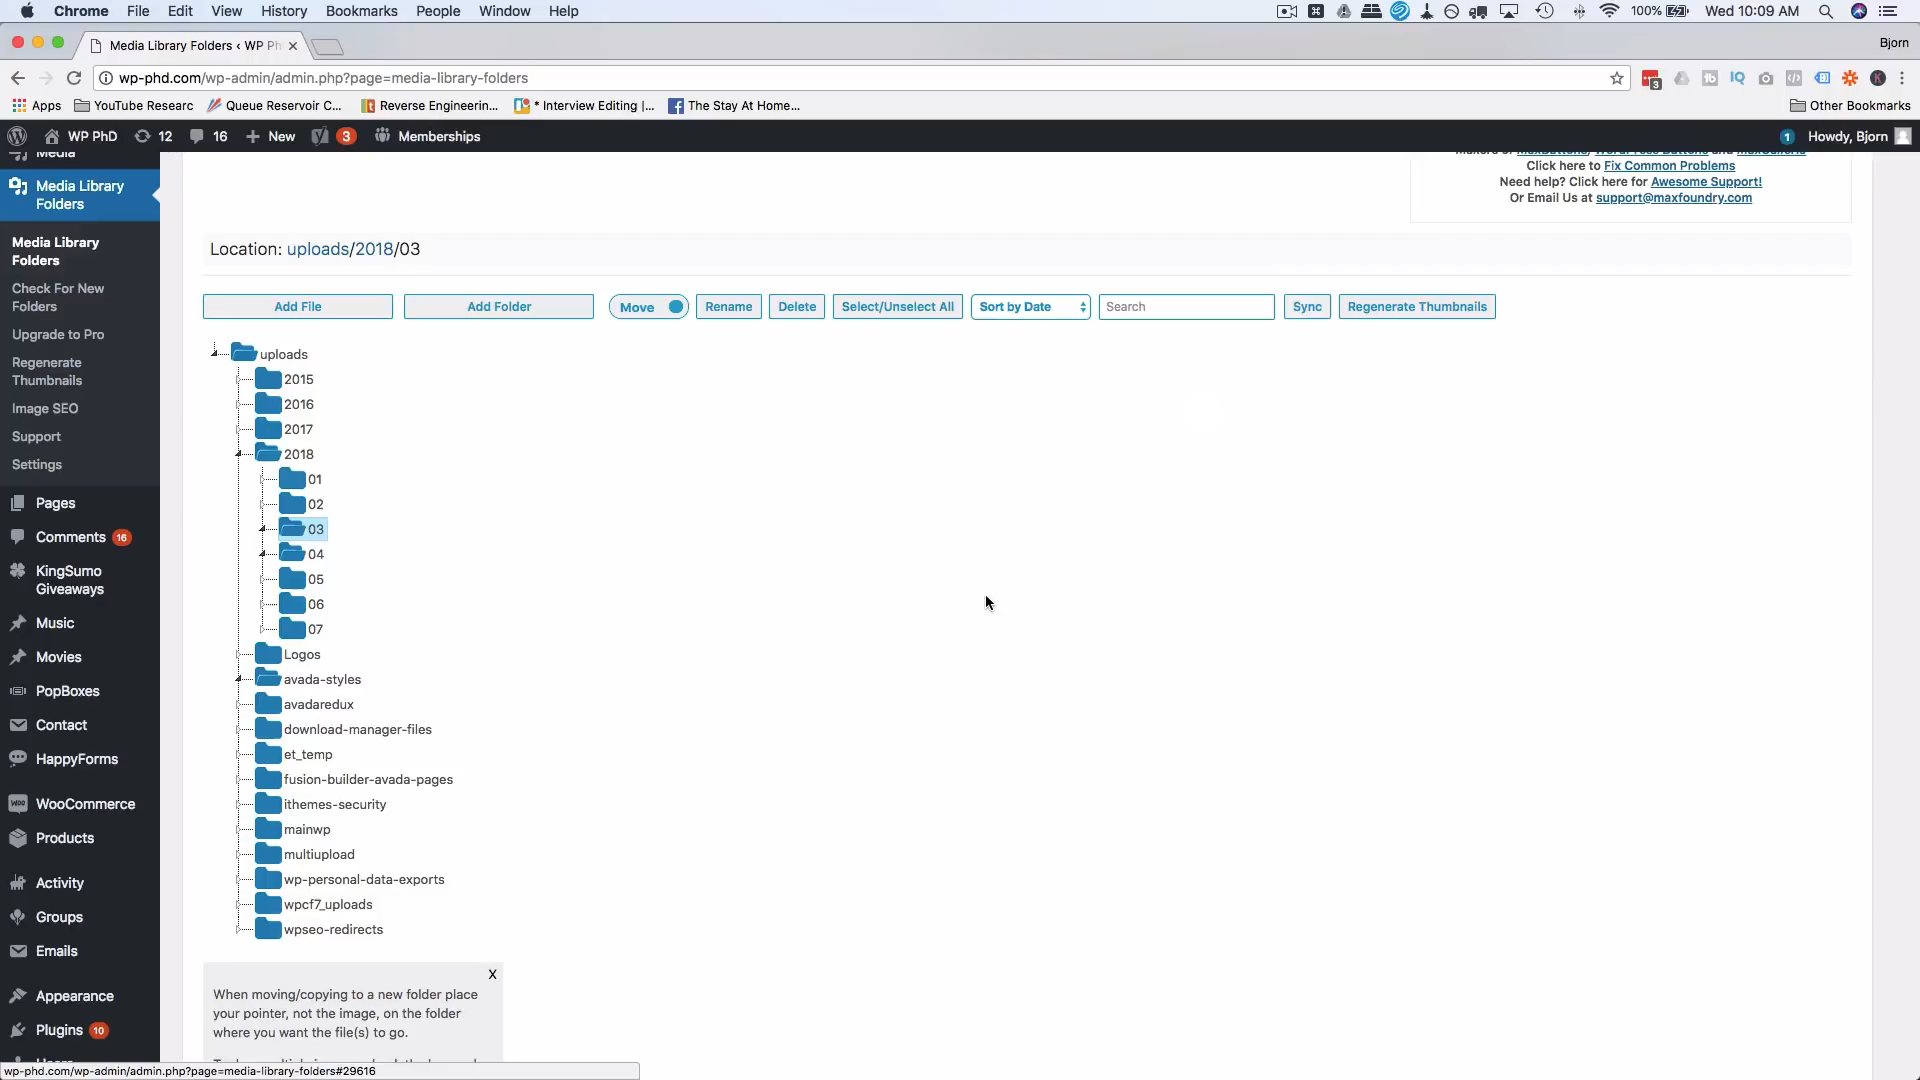 Chrome File Edit View History Bookmarks People Window Help 100% Wed 10:09 AM
Media Library Folders ‹ WP Ph × Bjorn
wp-phd.com/wp-admin/admin.php?page=media-library-folders 3
Apps YouTube Researc Queue Reservoir C... Reverse Engineerin... * Interview Editing |... The Stay At Home... Other Bookmarks
WP PhD 12 16 New 3 Memberships 1 Howdy, Bjorn
Media
Media Library
Folders
Media Library
Folders
Check For New
Folders
Upgrade to Pro
Regenerate
Thumbnails
Image SEO
Support
Settings
Pages
Comments 16
KingSumo
Giveaways
Music
Movies
PopBoxes
Contact
HappyForms
WooCommerce
Products
Activity
Groups
Emails
Appearance
Plugins 10
Makers of MaxButtons, WordPress Buttons and MaxGalleria
Click here to Fix Common Problems
Need help? Click here for Awesome Support!
Or Email Us at support@maxfoundry.com
Location: uploads/2018/03
Add File Add Folder Move Rename Delete Select/Unselect All Sort by Date Search Sync Regenerate Thumbnails
uploads
2015
2016
2017
2018
01
02
03
04
05
06
07
Logos
avada-styles
avadaredux
download-manager-files
et_temp
fusion-builder-avada-pages
ithemes-security
mainwp
multiupload
wp-personal-data-exports
wpcf7_uploads
wpseo-redirects
X
When moving/copying to a new folder place
your pointer, not the image, on the folder
where you want the file(s) to go.
wp-phd.com/wp-admin/admin.php?page=media-library-folders#29616